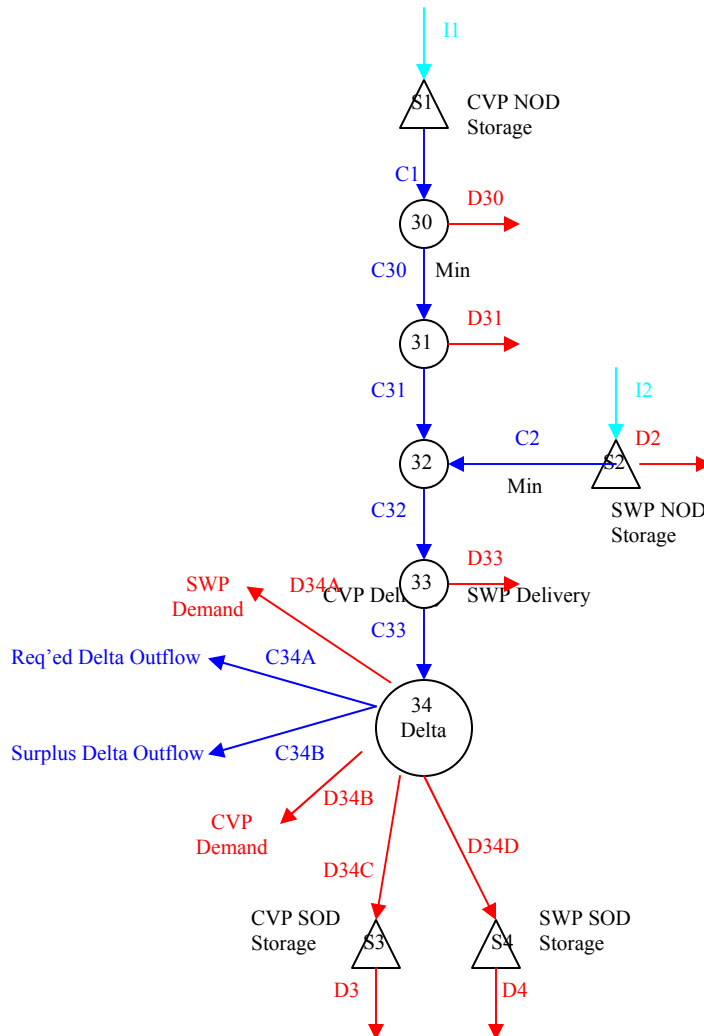 I1
S1
CVP NOD
Storage
C1
D30
30
C30
Min
D31
31
C31
I2
C2
D2
32
S2
Min
SWP NOD
Storage
C32
D33
33
SWP
Demand
D34A
CVP
SWP Delivery
C33
Req'ed Delta Outflow
C34A
34
Delta
Surplus Delta Outflow
C34B
D34B
CVP
Demand
D34C
D34D
CVP SOD
Storage
S3
S4
SWP SOD
Storage
D3
D4